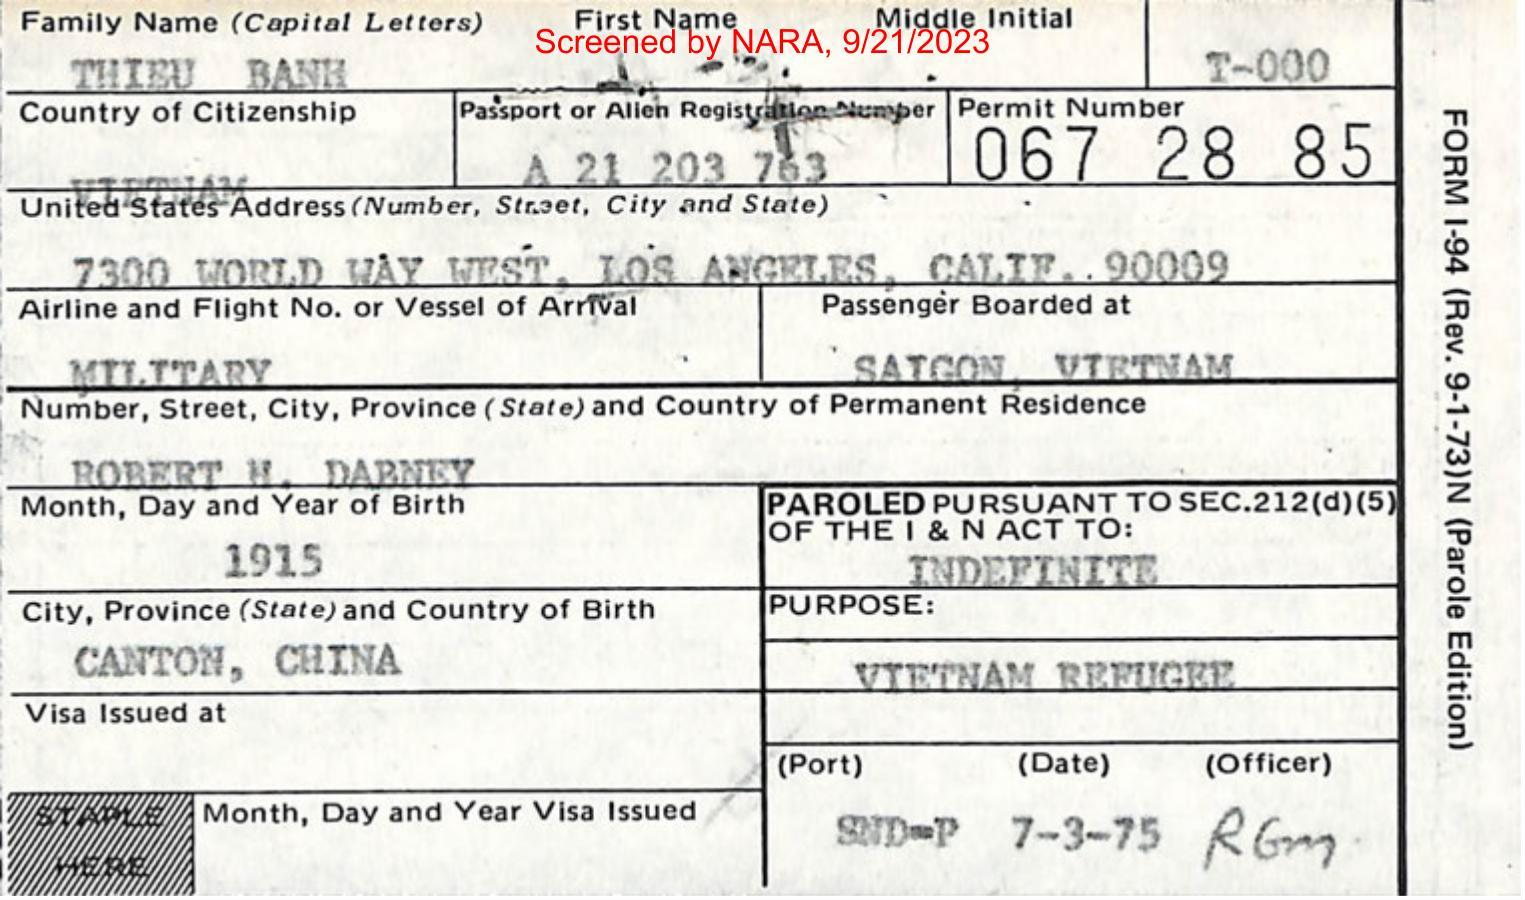 Family Name (Capital Letters) First Name Middle Initial
Screened by NARA, 9/21/2023
THIEU BANH T-000
Country of Citizenship Passport or Alien Registration Number Permit Number
VIETNAM A 21 203 763 067 28 85
United States Address (Number, Street, City and State)
7300 WORLD WAY WEST, LOS ANGELES, CALIF. 90009
Airline and Flight No. or Vessel of Arrival Passenger Boarded at
MILITARY SAIGON, VIETNAM
Number, Street, City, Province (State) and Country of Permanent Residence
ROBERT H. DABNEY
Month, Day and Year of Birth
1915
PAROLED PURSUANT TO SEC.212(d)(5)
OF THE I & N ACT TO:
INDEFINITE
City, Province (State) and Country of Birth
CANTON, CHINA
PURPOSE:
VIETNAM REFUGEE
Visa Issued at
(Port) (Date) (Officer)
SND-P 7-3-75
STAPLE
HERE
Month, Day and Year Visa Issued
FORM I-94 (Rev. 9-1-73)N (Parole Edition)